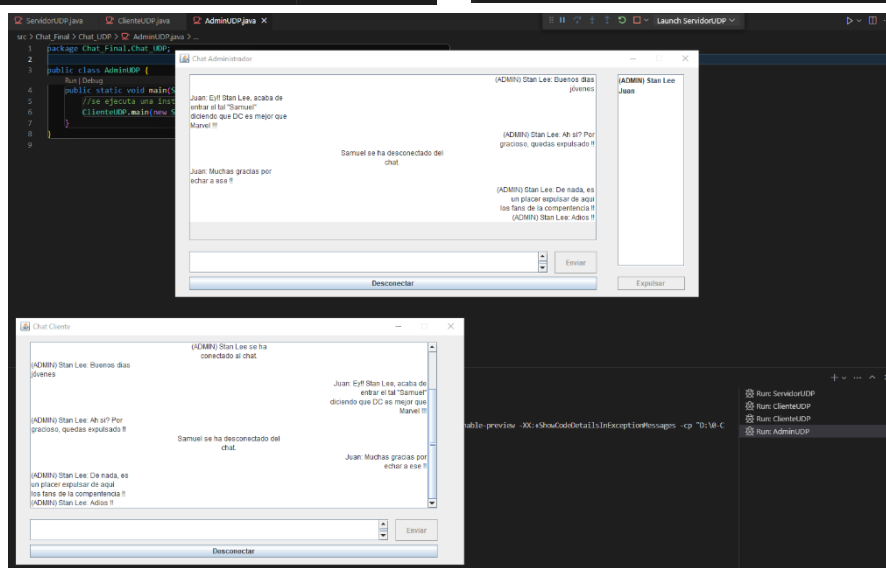 ServidorUDP.java ClienteUDP.java AdminUDP.java Launch ServidorUDP
src > Chat_Final > Chat_UDP > AdminUDP.java > ...
1 package Chat_Final.Chat_UDP;
2
3 public class AdminUDP {
Run | Debug
4 public static void main(S
5 //se ejecuta una inst
6 ClienteUDP.main(new S
7 }
8 }
9
Chat Administrador
(ADMIN) Stan Lee: Buenos dias
jóvenes
Juan: Ey!! Stan Lee, acaba de
entrar el tal "Samuel"
diciendo que DC es mejor que
Marvel !!!
(ADMIN) Stan Lee: Ah si? Por
gracioso, quedas expulsado !!
Samuel se ha desconectado del
chat.
Juan: Muchas gracias por
echar a ese !!
(ADMIN) Stan Lee: De nada, es
un placer expulsar de aqui
los fans de la compentencia !!
(ADMIN) Stan Lee: Adios !!
(ADMIN) Stan Lee
Juan
Enviar
Desconectar
Expulsar
Chat Cliente
(ADMIN) Stan Lee se ha
conectado al chat.
(ADMIN) Stan Lee: Buenos dias
jóvenes
Juan: Ey!! Stan Lee, acaba de
entrar el tal "Samuel"
diciendo que DC es mejor que
Marvel !!!
(ADMIN) Stan Lee: Ah si? Por
gracioso, quedas expulsado !!
Samuel se ha desconectado del
chat.
Juan: Muchas gracias por
echar a ese !!
(ADMIN) Stan Lee: De nada, es
un placer expulsar de aqui
los fans de la compentencia !!
(ADMIN) Stan Lee: Adios !!
Enviar
Desconectar
nable-preview -XX:+ShowCodeDetailsInExceptionMessages -cp "D:\0-C
Run: ServidorUDP
Run: ClienteUDP
Run: ClienteUDP
Run: AdminUDP